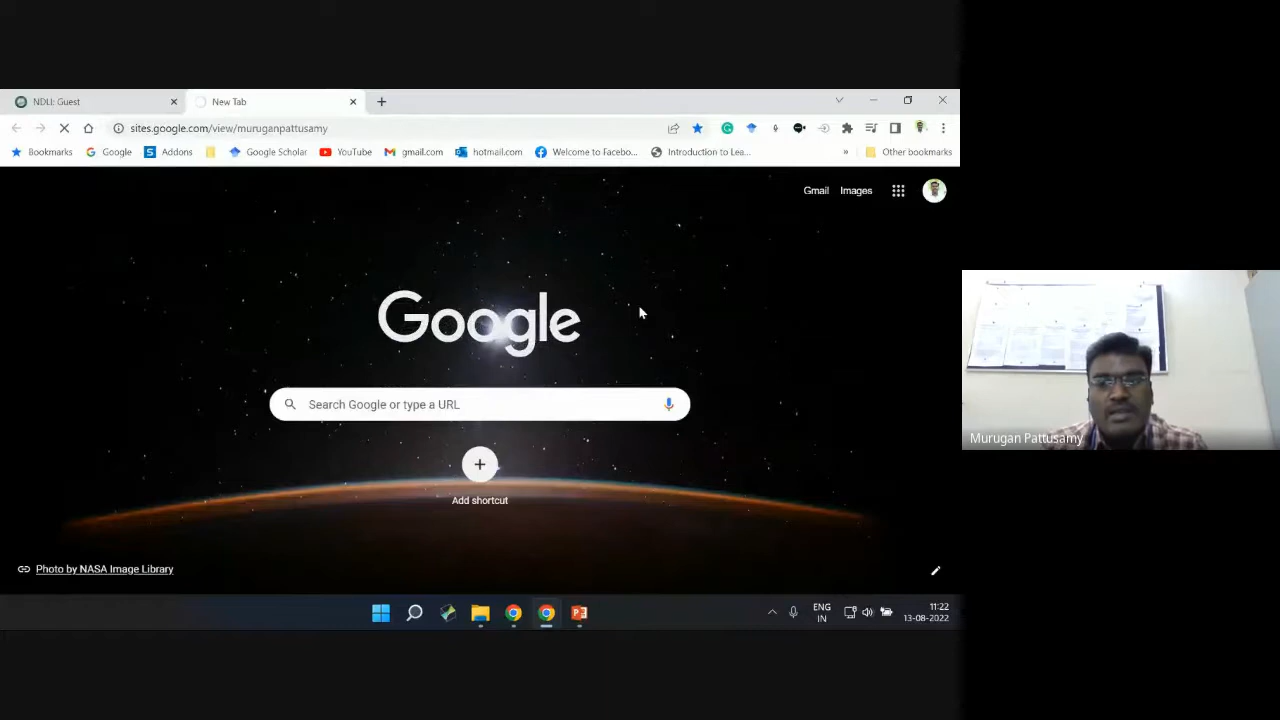 NDLI: Guest
New Tab
sites.google.com/view/muruganpattusamy
Bookmarks Google Addons Google Scholar YouTube gmail.com hotmail.com Welcome to Facebo... Introduction to Lea... » Other bookmarks
Gmail Images
Google
Search Google or type a URL
Add shortcut
Murugan Pattusamy
Photo by NASA Image Library
ENG 11:22
IN 13-08-2022